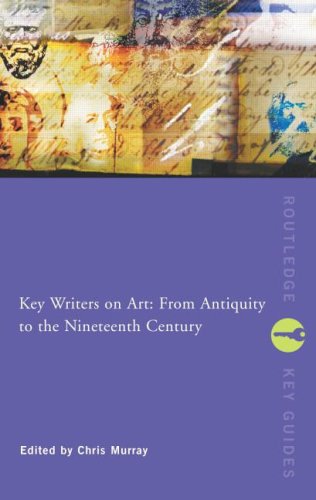 Key Writers on Art: From Antiquity
to the Nineteenth Century
Edited by Chris Murray
ROUTLEDGE
KEY GUIDES